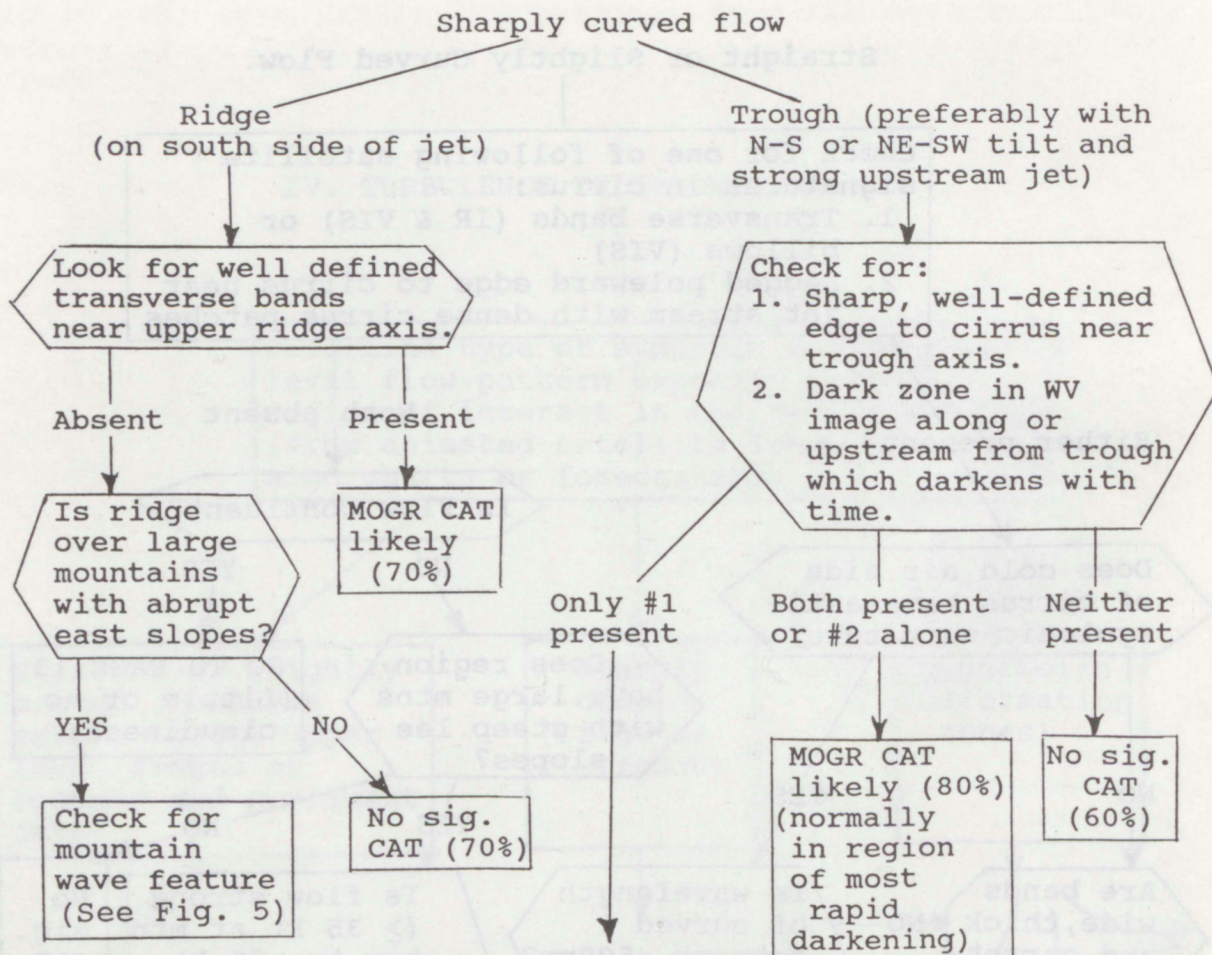 Sharply curved flow
Ridge
(on south side of jet)
Trough (preferably with
N-S or NE-SW tilt and
strong upstream jet)
Look for well defined
transverse bands
near upper ridge axis.
Check for:
1. Sharp, well-defined
edge to cirrus near
trough axis.
2. Dark zone in WV
image along or
upstream from trough
which darkens with
time.
Absent
Present
Is ridge
over large
mountains
with abrupt
east slopes?
MOGR CAT
likely
(70%)
Only #1
present
Both present
or #2 alone
Neither
present
YES
NO
Check for
mountain
wave feature
(See Fig. 5)
No sig.
CAT (70%)
MOGR CAT
likely (80%)
(normally
in region
of most
rapid
darkening)
No sig.
CAT
(60%)